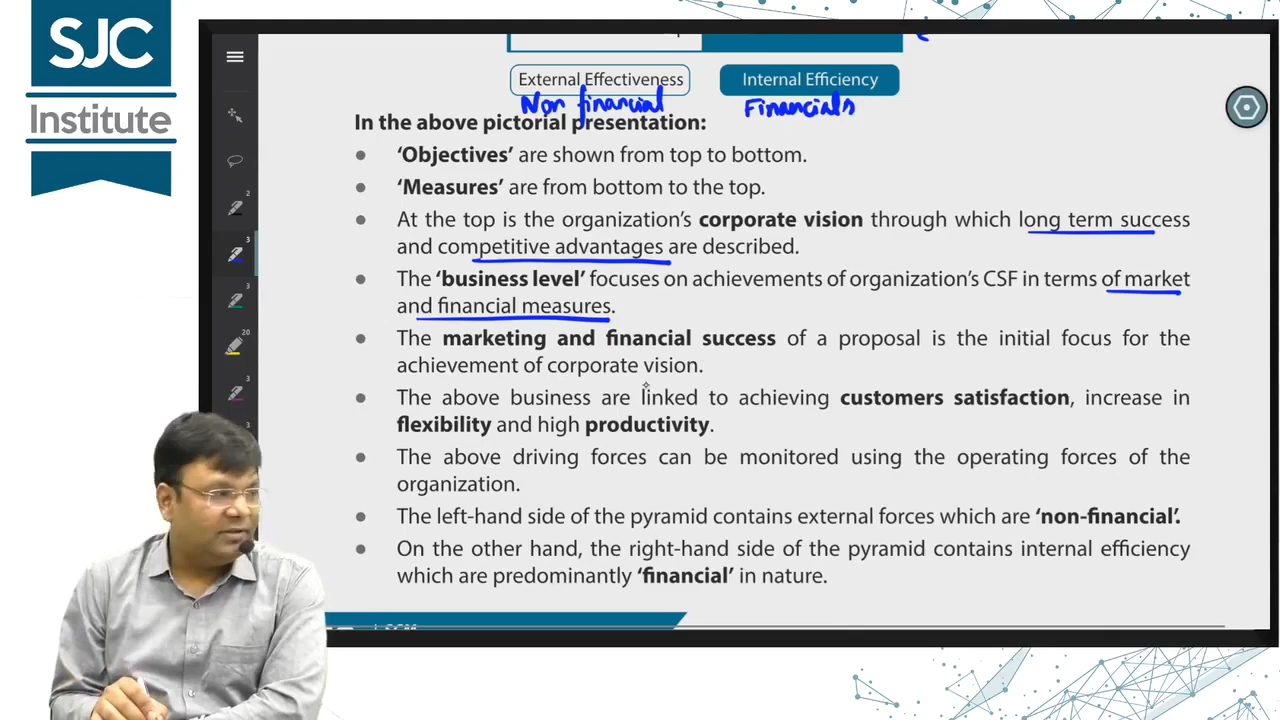 SJC
Institute
External Effectiveness
Internal Efficiency
Non financial
Financials
In the above pictorial presentation:
● ‘Objectives’ are shown from top to bottom.
● ‘Measures’ are from bottom to the top.
● At the top is the organization’s corporate vision through which long term success
and competitive advantages are described.
● The ‘business level’ focuses on achievements of organization’s CSF in terms of market
and financial measures.
● The marketing and financial success of a proposal is the initial focus for the
achievement of corporate vision.
● The above business are linked to achieving customers satisfaction, increase in
flexibility and high productivity.
● The above driving forces can be monitored using the operating forces of the
organization.
● The left-hand side of the pyramid contains external forces which are ‘non-financial’.
● On the other hand, the right-hand side of the pyramid contains internal efficiency
which are predominantly ‘financial’ in nature.
2
3
3
20
3
3